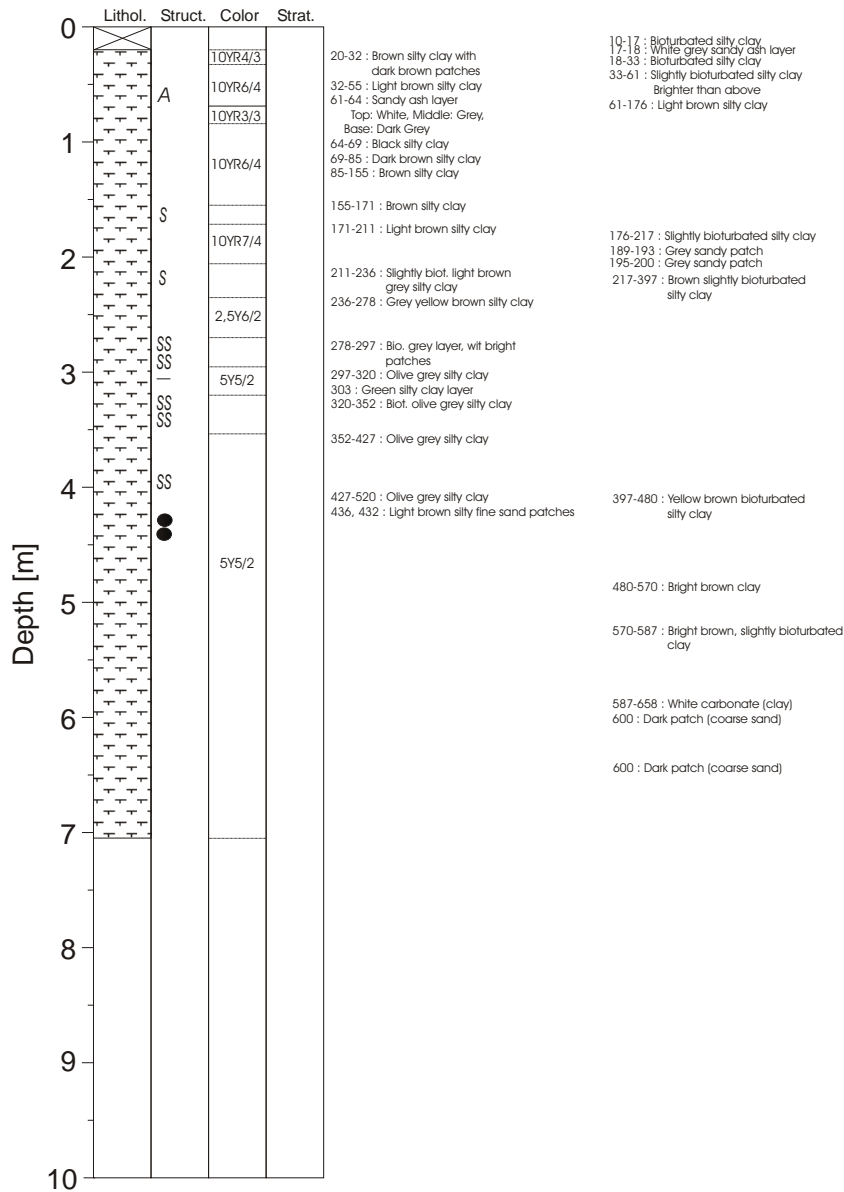 Lithol. Struct. Color Strat.
0
1
2
3
4
5
6
7
8
9
10
Depth [m]
A
S
S
SS
SS
SS
SS
SS
10YR4/3
10YR6/4
10YR3/3
10YR6/4
10YR7/4
2,5Y6/2
5Y5/2
5Y5/2
20-32 : Brown silty clay with
dark brown patches
32-55 : Light brown silty clay
61-64 : Sandy ash layer
Top: White, Middle: Grey,
Base: Dark Grey
64-69 : Black silty clay
69-85 : Dark brown silty clay
85-155 : Brown silty clay
155-171 : Brown silty clay
171-211 : Light brown silty clay
211-236 : Slightly biot. light brown
grey silty clay
236-278 : Grey yellow brown silty clay
278-297 : Bio. grey layer, wit bright
patches
297-320 : Olive grey silty clay
303 : Green silty clay layer
320-352 : Biot. olive grey silty clay
352-427 : Olive grey silty clay
427-520 : Olive grey silty clay
436, 432 : Light brown silty fine sand patches
10-17 : Bioturbated silty clay
17-18 : White grey sandy ash layer
18-33 : Bioturbated silty clay
33-61 : Slightly bioturbated silty clay
Brighter than above
61-176 : Light brown silty clay
176-217 : Slightly bioturbated silty clay
189-193 : Grey sandy patch
195-200 : Grey sandy patch
217-397 : Brown slightly bioturbated
silty clay
397-480 : Yellow brown bioturbated
silty clay
480-570 : Bright brown clay
570-587 : Bright brown, slightly bioturbated
clay
587-658 : White carbonate (clay)
600 : Dark patch (coarse sand)
600 : Dark patch (coarse sand)